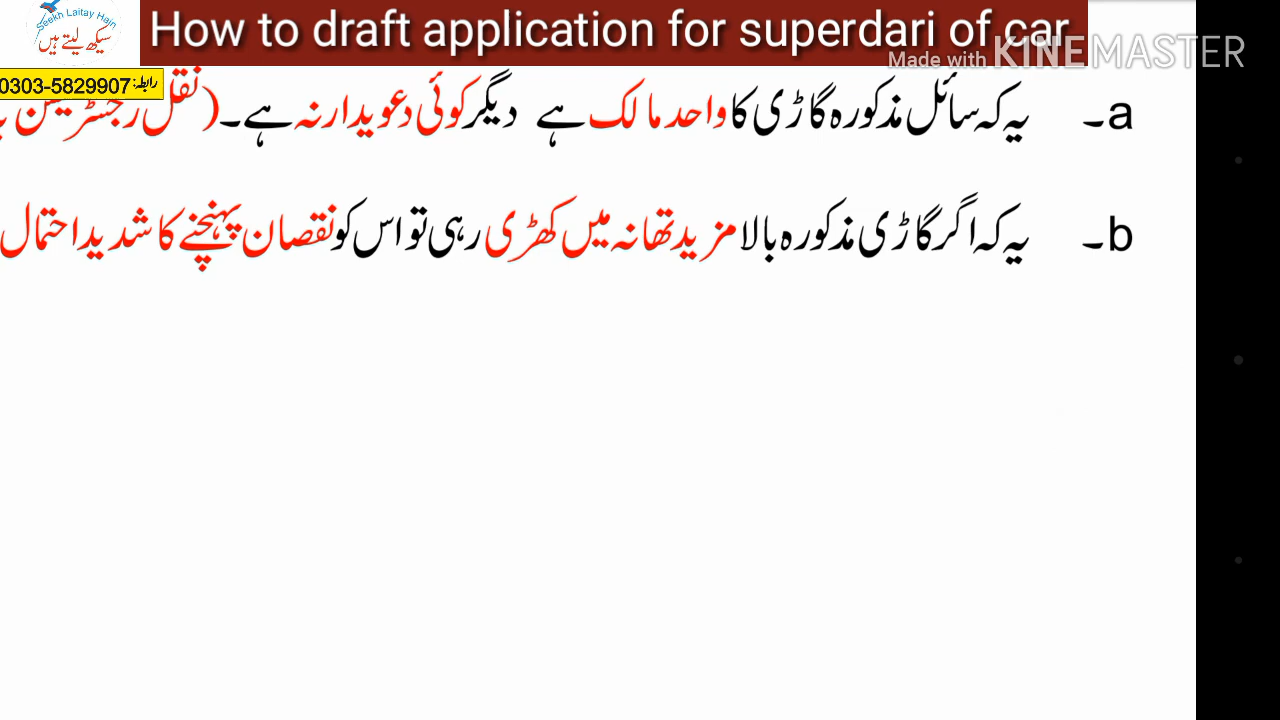 Seekh Laitay Hain
سیکھ لیتے ہیں
How to draft application for superdari of car
Made with KINEMASTER
رابطہ: 0303-5829907
a۔ یہ کہ سائل مذکورہ گاڑی کا واحد مالک ہے دیگر کوئی دعویدار نہ ہے۔ (نقل رجسٹریشن
b۔ یہ کہ اگر گاڑی مذکورہ بالا مزید تھانہ میں کھڑی رہی تو اس کو نقصان پہنچنے کا شدید احتمال